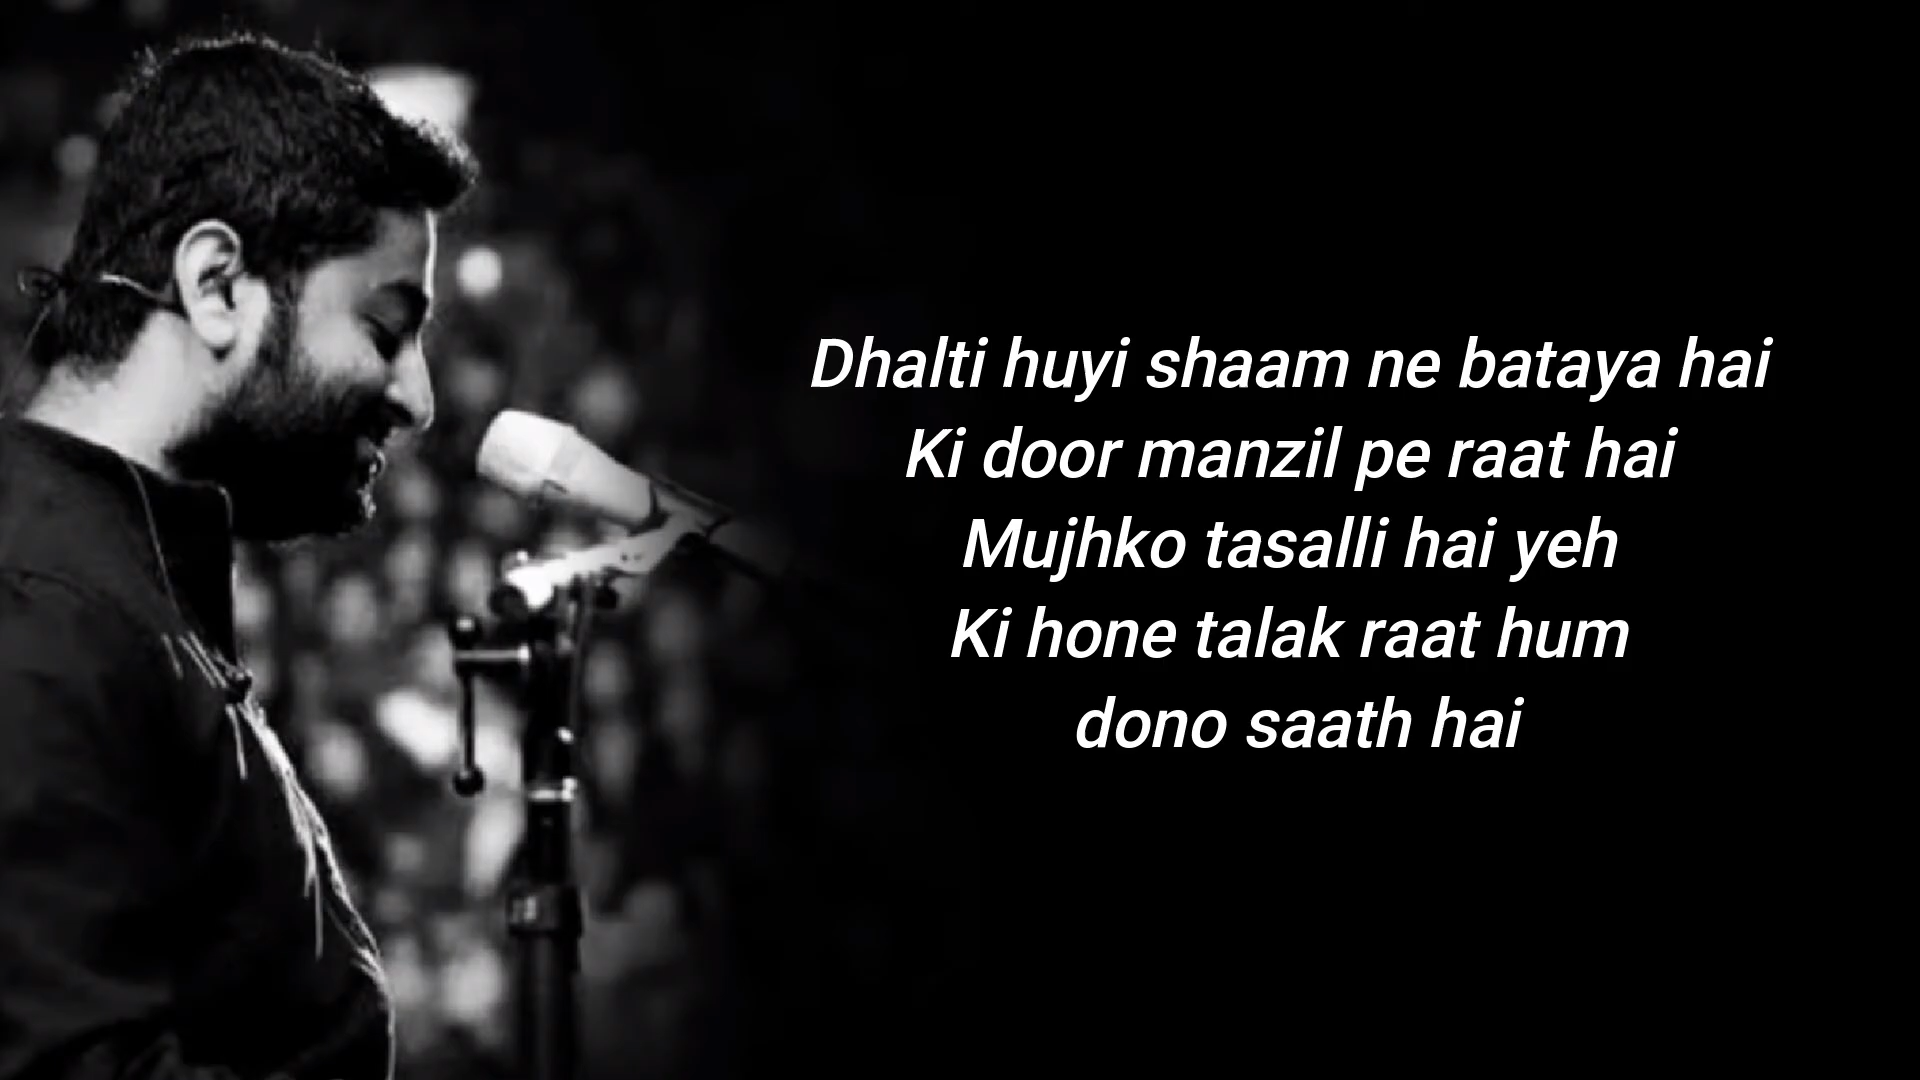 Dhalti huyi shaam ne bataya hai
Ki door manzil pe raat hai
Mujhko tasalli hai yeh
Ki hone talak raat hum
dono saath hai